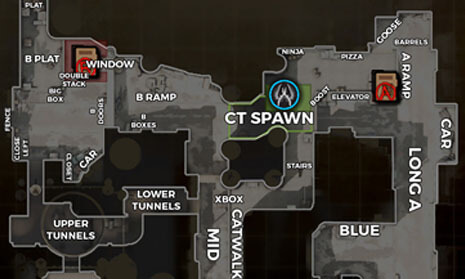 PLAT
B PLAT
DOUBLE
STACK
WINDOW
BIG
BOX
B
DOORS
B RAMP
B
BOXES
FENCE
CLOSE
LEFT
CLOSET
CAR
UPPER
TUNNELS
LOWER
TUNNELS
NINJA
CT SPAWN
BOOST
PIZZA
GOOSE
BARRELS
A RAMP
ELEVATOR
STAIRS
XBOX
CATWALK
MID
LONG A
CAR
BLUE